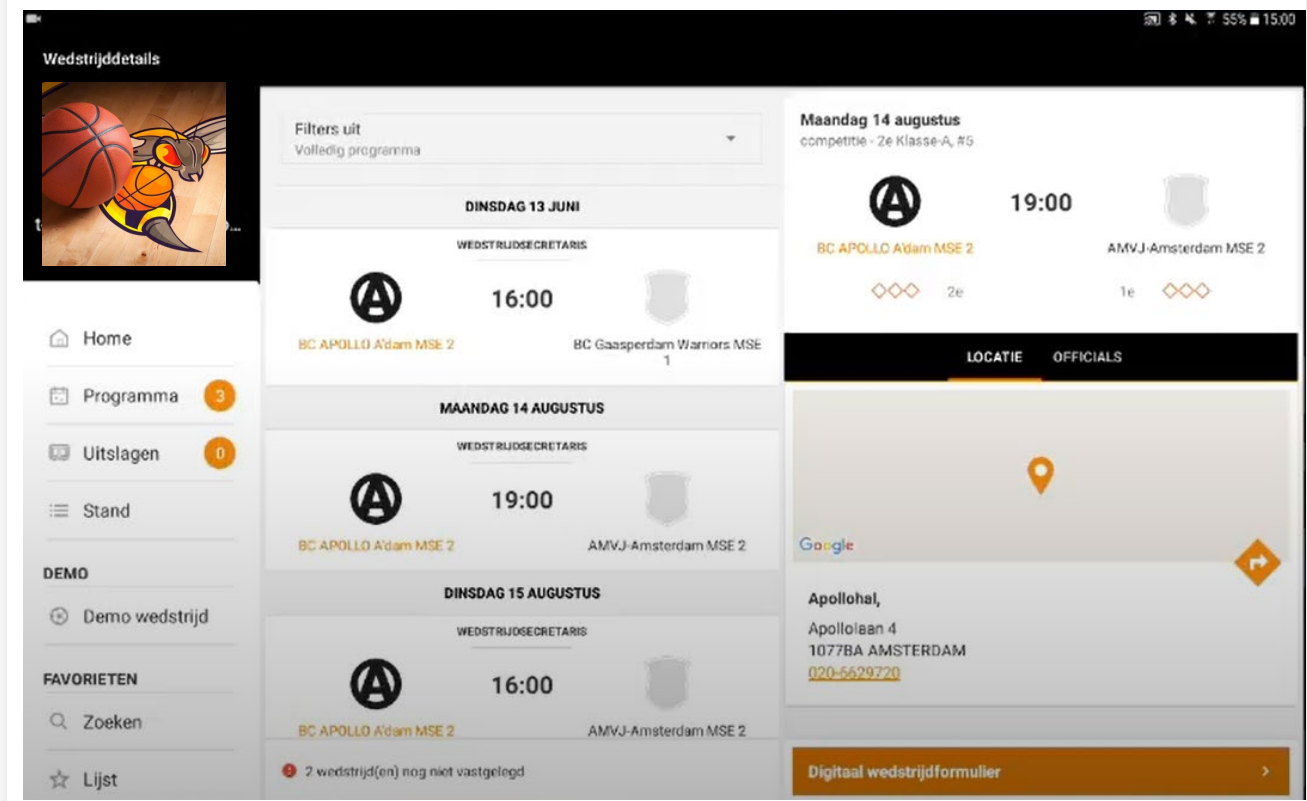 55% 15:00
Wedstrijddetails
Home
Programma 3
Uitslagen 0
Stand
DEMO
Demo wedstrijd
FAVORIETEN
Zoeken
Lijst
Filters uit
Volledig programma
DINSDAG 13 JUNI
WEDSTRIJDSECRETARIS
16:00
BC APOLLO A'dam MSE 2
BC Gaasperdam Warriors MSE
1
MAANDAG 14 AUGUSTUS
WEDSTRIJDSECRETARIS
19:00
BC APOLLO A'dam MSE 2
AMVJ-Amsterdam MSE 2
DINSDAG 15 AUGUSTUS
WEDSTRIJDSECRETARIS
16:00
BC APOLLO A'dam MSE 2
AMVJ-Amsterdam MSE 2
2 wedstrijd(en) nog niet vastgelegd
Maandag 14 augustus
competitie - 2e Klasse-A, #5
19:00
BC APOLLO A'dam MSE 2
AMVJ-Amsterdam MSE 2
2e
1e
LOCATIE OFFICIALS
Google
Apollohal,
Apollolaan 4
1077BA AMSTERDAM
020-6629720
Digitaal wedstrijdformulier